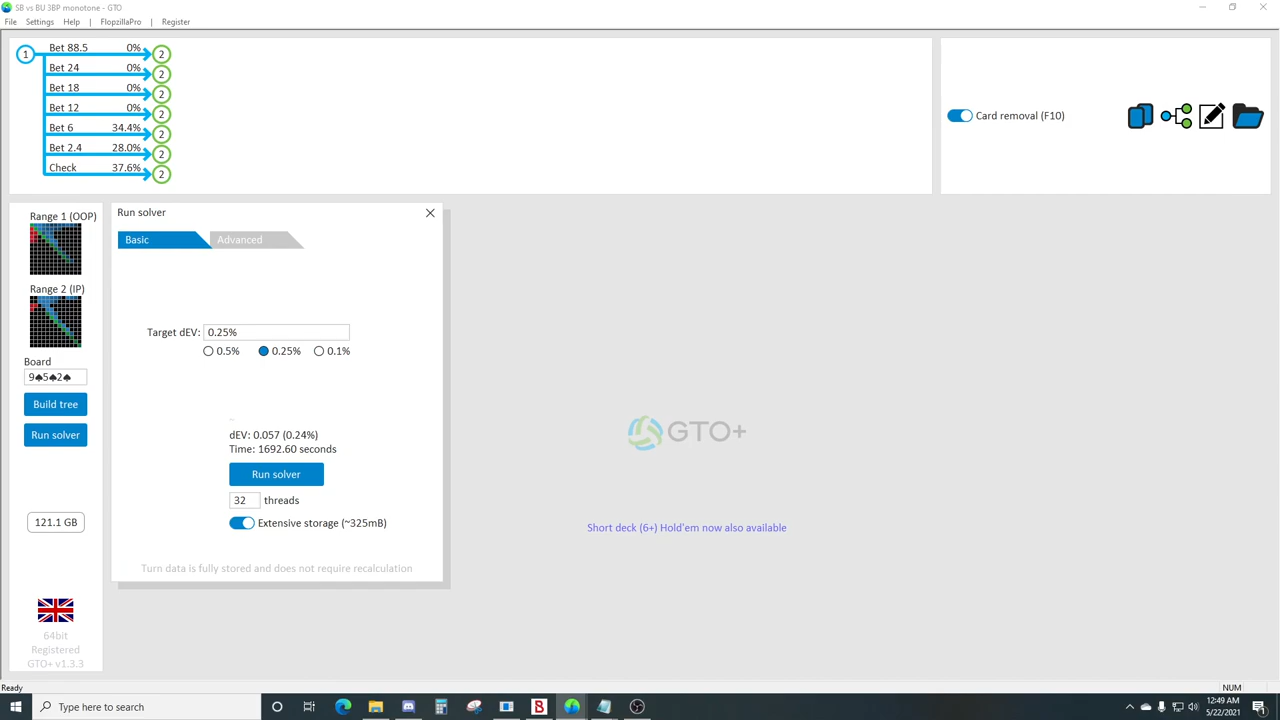 SB vs BU 3BP monotone - GTO
File Settings Help | FlopzillaPro | Register
1
Bet 88.5 0% 2
Bet 24 0% 2
Bet 18 0% 2
Bet 12 0% 2
Bet 6 34.4% 2
Bet 2.4 28.0% 2
Check 37.6% 2
Card removal (F10)
Range 1 (OOP)
Range 2 (IP)
Board
9♠5♠2♠
Build tree
Run solver
121.1 GB
64bit
Registered
GTO+ v1.3.3
Run solver
Basic Advanced
Target dEV: 0.25%
0.5% 0.25% 0.1%
~
dEV: 0.057 (0.24%)
Time: 1692.60 seconds
Run solver
32 threads
Extensive storage (~325mB)
Turn data is fully stored and does not require recalculation
GTO+
Short deck (6+) Hold'em now also available
Ready NUM
Type here to search
B
12:49 AM
5/22/2021
1